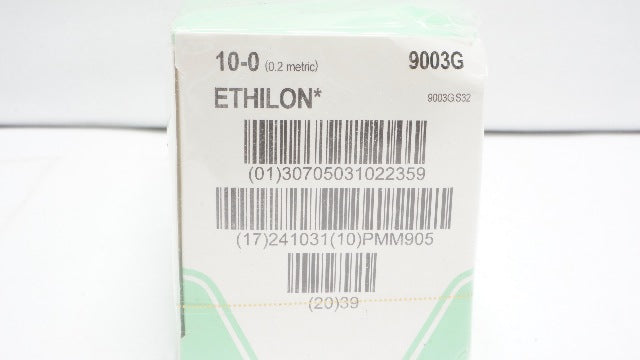 10-0 (0.2 metric) 9003G
ETHILON* 9003G.S32
(01)30705031022359
(17)241031(10)PMM905
(20)39